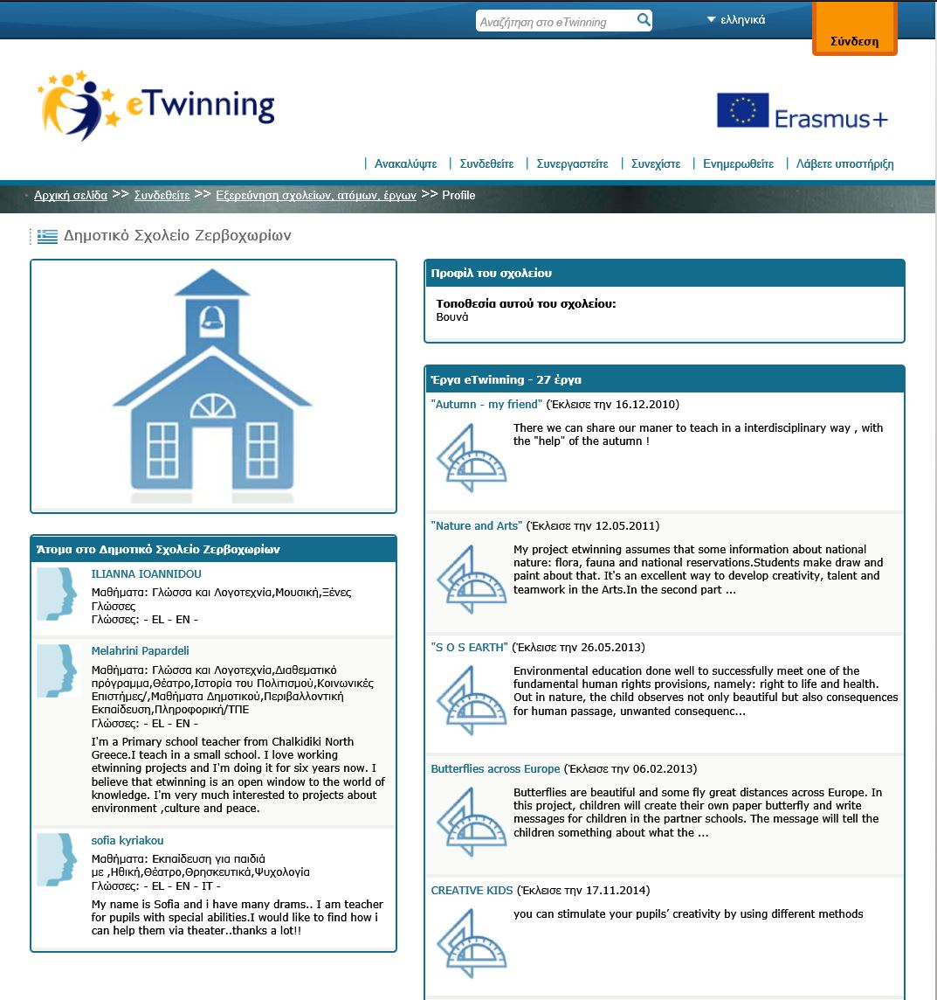 Αναζήτηση στο eTwinning
ελληνικά
Σύνδεση
eTwinning
Erasmus+
Ανακαλύψτε
Συνδεθείτε
Συνεργαστείτε
Συνεχίστε
Ενημερωθείτε
Λάβετε υποστήριξη
Αρχική σελίδα >> Συνδεθείτε >> Εξερεύνηση σχολείων, ατόμων, έργων >> Profile
Δημοτικό Σχολείο Ζερβοχωρίων
Άτομα στο Δημοτικό Σχολείο Ζερβοχωρίων
ILIANNA IOANNIDOU
Μαθήματα: Γλώσσα και Λογοτεχνία,Μουσική,Ξένες
Γλώσσες
Γλώσσες: - EL - EN -
Melahrini Papardeli
Μαθήματα: Γλώσσα και Λογοτεχνία,Διαθεματικό
πρόγραμμα,Θέατρο,Ιστορία του Πολιτισμού,Κοινωνικές
Επιστήμες/,Μαθήματα Δημοτικού,Περιβαλλοντική
Εκπαίδευση,Πληροφορική/ΤΠΕ
Γλώσσες: - EL - EN -
I'm a Primary school teacher from Chalkidiki North
Greece.I teach in a small school. I love working
etwinning projects and I'm doing it for six years now. I
believe that etwinning is an open window to the world of
knowledge. I'm very much interested to projects about
environment ,culture and peace.
sofia kyriakou
Μαθήματα: Εκπαίδευση για παιδιά
με ,Ηθική,Θέατρο,Θρησκευτικά,Ψυχολογία
Γλώσσες: - EL - EN - IT -
My name is Sofia and i have many drams.. I am teacher
for pupils with special abilities.I would like to find how i
can help them via theater..thanks a lot!!
Προφίλ του σχολείου
Τοποθεσία αυτού του σχολείου:
Βουνά
Έργα eTwinning - 27 έργα
"Autumn - my friend" (Έκλεισε την 16.12.2010)
There we can share our maner to teach in a interdisciplinary way , with
the "help" of the autumn !
"Nature and Arts" (Έκλεισε την 12.05.2011)
My project etwinning assumes that some information about national
nature: flora, fauna and national reservations.Students make draw and
paint about that. It's an excellent way to develop creativity, talent and
teamwork in the Arts.In the second part ...
"S O S EARTH" (Έκλεισε την 26.05.2013)
Environmental education done well to successfully meet one of the
fundamental human rights provisions, namely: right to life and health.
Out in nature, the child observes not only beautiful but also consequences
for human passage, unwanted consequenc...
Butterflies across Europe (Έκλεισε την 06.02.2013)
Butterflies are beautiful and some fly great distances across Europe. In
this project, children will create their own paper butterfly and write
messages for children in the partner schools. The message will tell the
children something about what the ...
CREATIVE KIDS (Έκλεισε την 17.11.2014)
you can stimulate your pupils’ creativity by using different methods